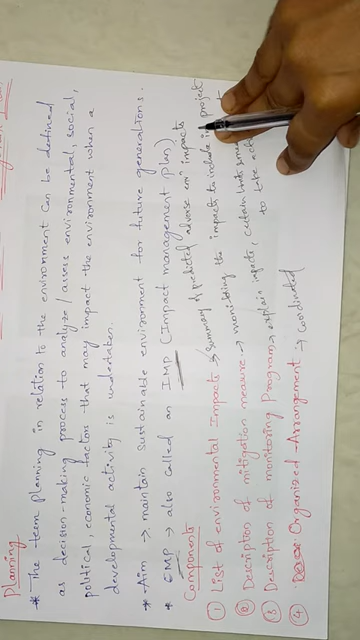 Planning
* The term planning in relation to the environment can be defined
as decision-making process to analyze/assess environmental, social,
political, economic factors that may impact the environment when a
developmental activity is undertaken.
* Aim → maintain sustainable environment for future generations.
* EMP → also called an IMP (Impact management plan)
Components
① List of environmental Impacts → Summary of predicted adverse env impacts
② Description of mitigation measure → monitoring the impacts to include in project
③ Description of monitoring Program → explain impacts, certain
to take
④ Organized Arrangement → Coordinated